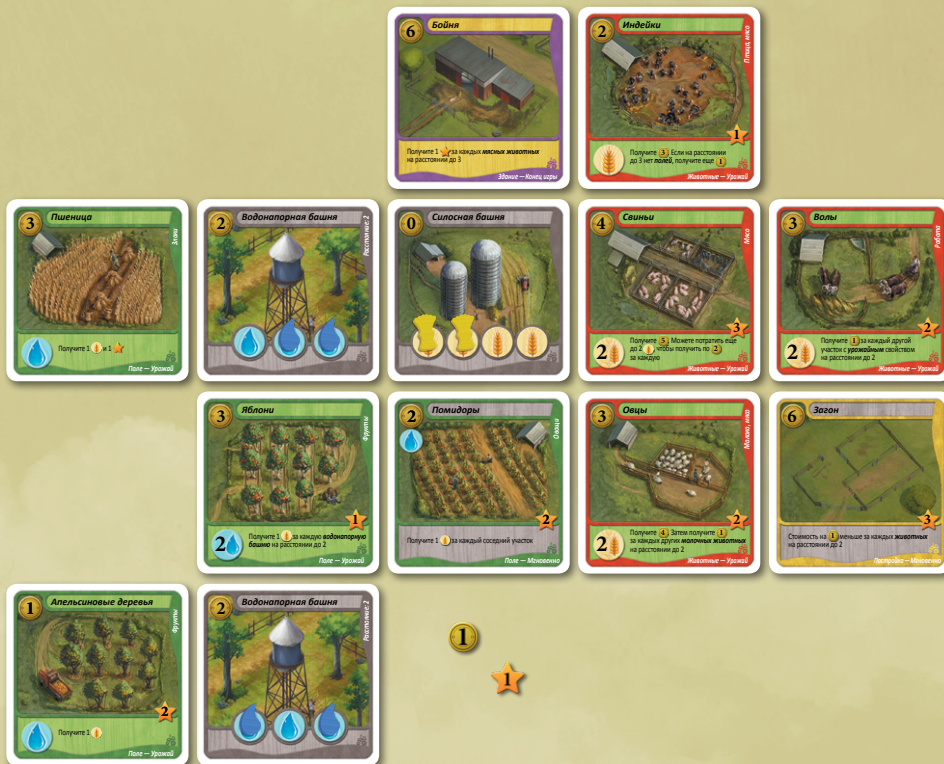 6 Бойня
Получите 1 за каждых мясных животных
на расстоянии до 3
Здание — Конец игры
2 Индейки
Птица, мясо
1
Получите 3. Если на расстоянии
до 3 нет полей, получите еще 1
Животные — Урожай
3 Пшеница
Злаки
Получите 1 и 1
Поле — Урожай
2 Водонапорная башня
Расстояние: 2
0 Силосная башня
4 Свиньи
Мясо
3
2
Получите 5. Можете потратить еще
до 2, чтобы получить по 2
за каждую
Животные — Урожай
3 Волы
Работа
2
2
Получите 1 за каждый другой
участок с урожайным свойством
на расстоянии до 2
Животные — Урожай
3 Яблони
Фрукты
1
2
Получите 1 за каждую водонапорную
башню на расстоянии до 2
Поле — Урожай
2 Помидоры
Овощи
2
Получите 1 за каждый соседний участок
Поле — Мгновенно
3 Овцы
Молоко, мясо
2
2
Получите 4. Затем получите 1
за каждых других молочных животных
на расстоянии до 2
Животные — Урожай
6 Загон
3
Стоимость на 1 меньше за каждых животных
на расстоянии до 2
Постройка — Мгновенно
1 Апельсиновые деревья
Фрукты
2
Получите 1
Поле — Урожай
2 Водонапорная башня
Расстояние: 2
1
1